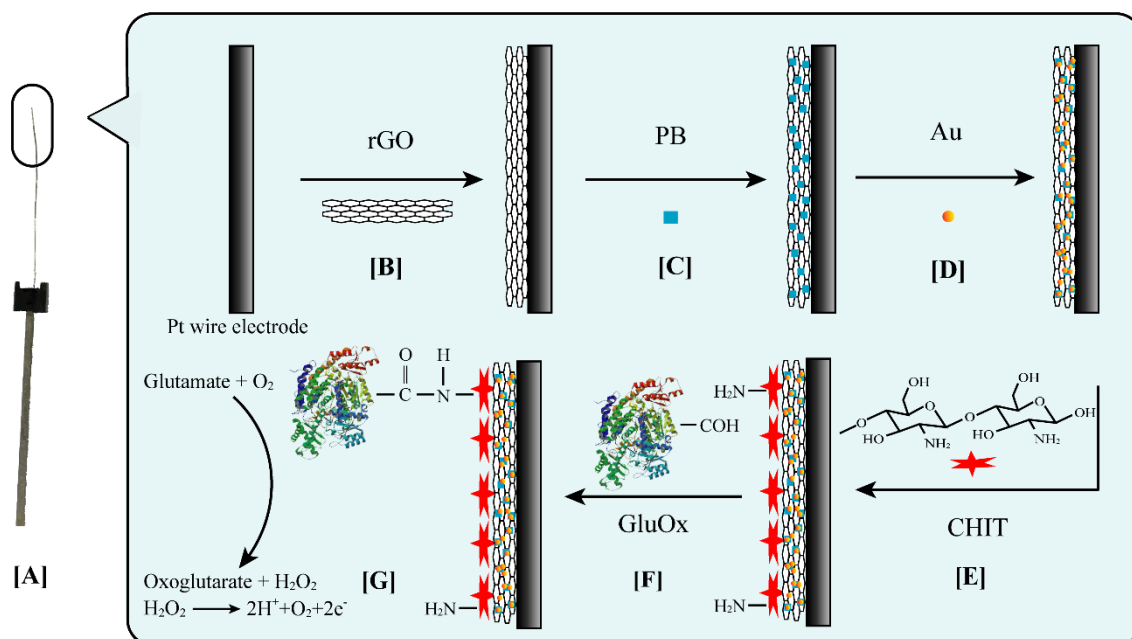 rGO
PB
Au
[B]
[C]
[D]
Pt wire electrode
Glutamate + O₂
O
H
C
N
H₂N
COH
OH
OH
O
O
O
O
OH
HO
NH₂
HO
NH₂
GluOx
CHIT
[A]
Oxoglutarate + H₂O₂
H₂O₂ ⟶ 2H⁺+O₂+2e⁻
[G]
H₂N
[F]
H₂N
[E]